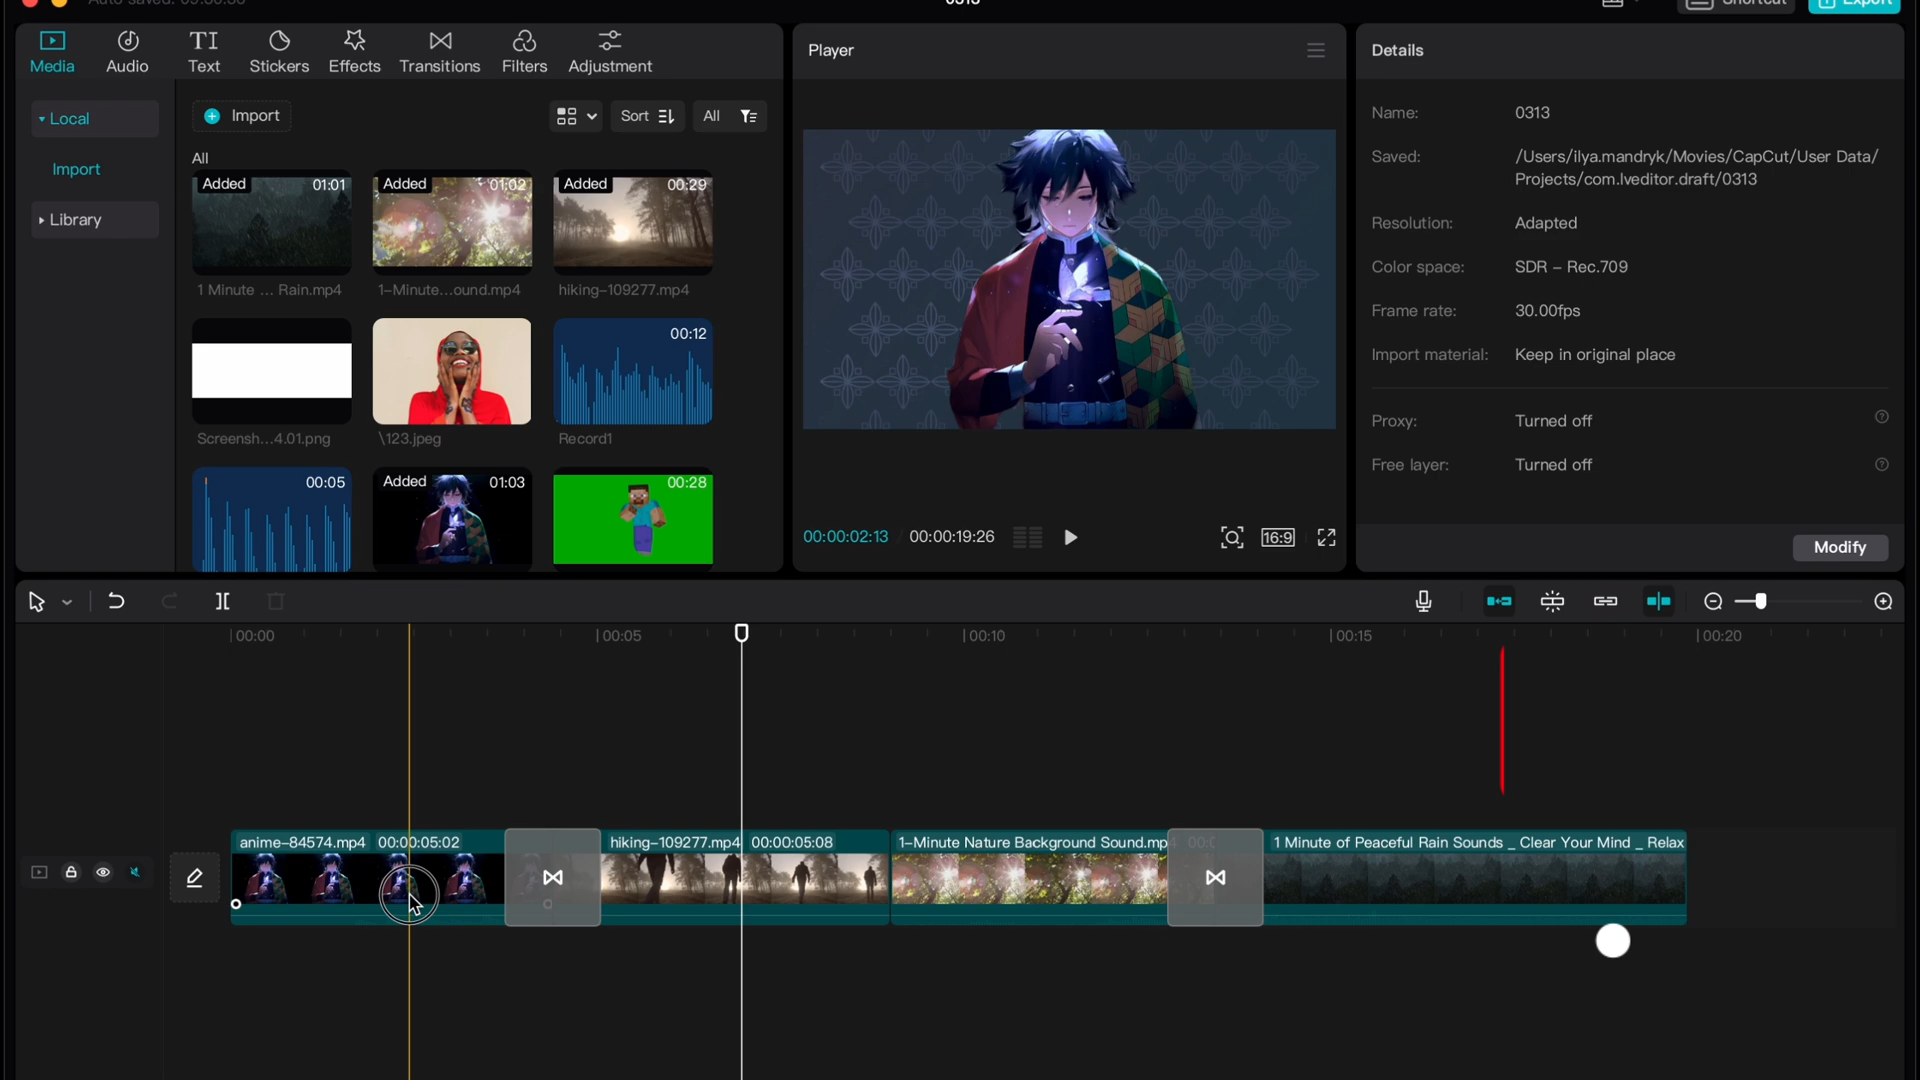 Auto saved: 09:30:38
0313
Shortcut
Export
Media
Audio
Text
Stickers
Effects
Transitions
Filters
Adjustment
Player
Details
Local
Import
Library
Import
Sort
All
All
Added 01:01
Added 01:02
Added 00:29
1 Minute ... Rain.mp4
1-Minute...ound.mp4
hiking-109277.mp4
00:12
Screensh...4.01.png
\123.jpeg
Record1
00:05
Added 01:03
00:28
00:00:02:13 / 00:00:19:26
16:9
Name: 0313
Saved: /Users/ilya.mandryk/Movies/CapCut/User Data/
Projects/com.lveditor.draft/0313
Resolution: Adapted
Color space: SDR – Rec.709
Frame rate: 30.00fps
Import material: Keep in original place
Proxy: Turned off
Free layer: Turned off
Modify
00:00
00:05
00:10
00:15
00:20
anime-84574.mp4 00:00:05:02
hiking-109277.mp4 00:00:05:08
1-Minute Nature Background Sound.mp
1 Minute of Peaceful Rain Sounds _ Clear Your Mind _ Relax